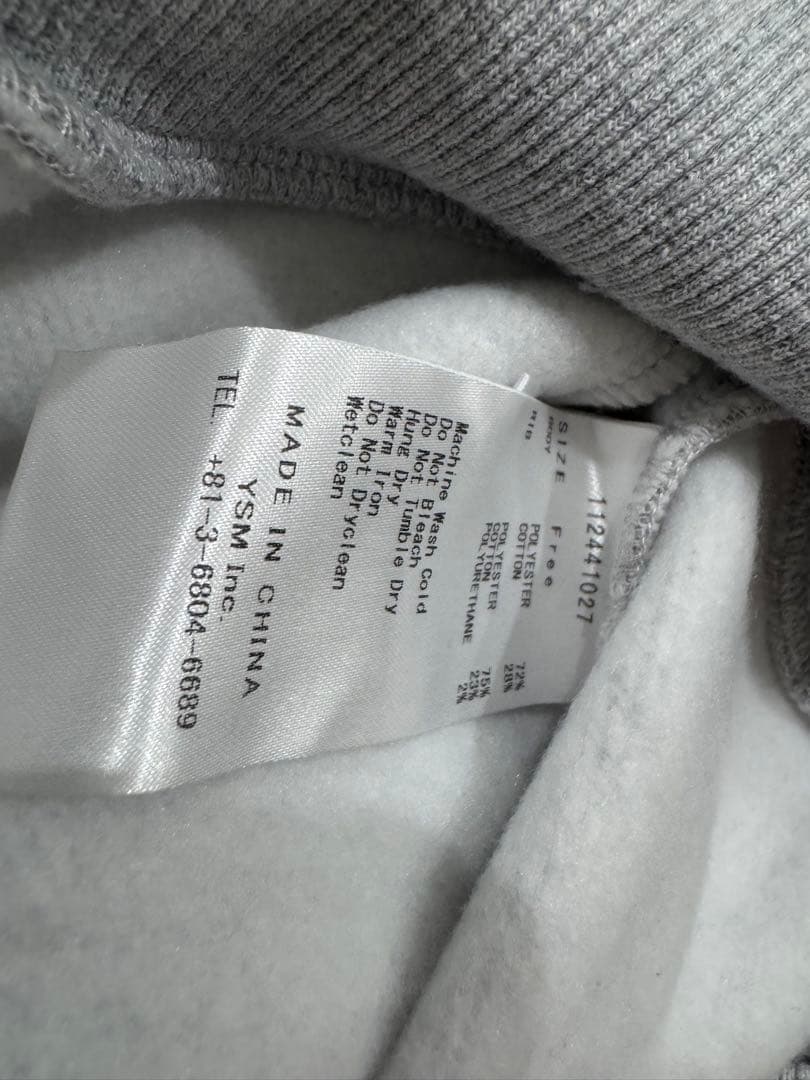 112441027
SIZE Free
BODY POLYESTER 72%
COTTON 28%
RIB POLYESTER 75%
COTTON 23%
POLYURETHANE 2%
Machine Wash Cold
Do Not Bleach
Do Not Tumble Dry
Hung Dry
Warm Iron
Do Not Dryclean
Wetclean
MADE IN CHINA
YSM Inc.
TEL. +81-3-6804-6689